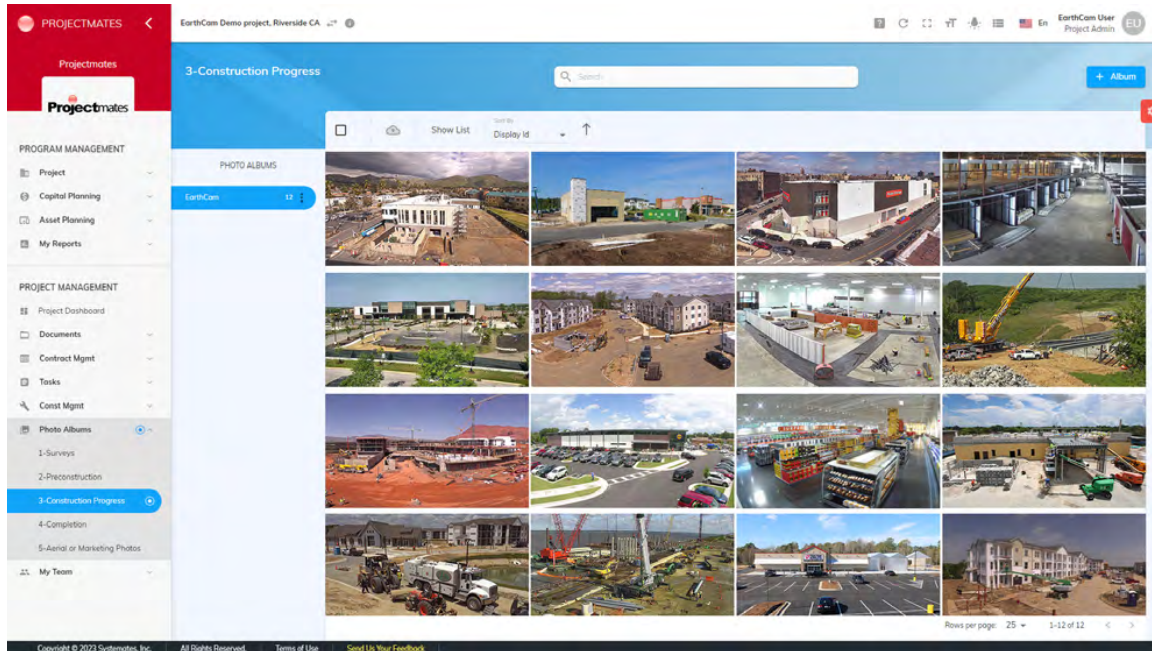 PROJECTMATES
EarthCam Demo project, Riverside CA
En
EarthCam User
Project Admin
EU
Projectmates
Projectmates
3-Construction Progress
Search
+ Album
Show List
Sort By
Display Id
PROGRAM MANAGEMENT
Project
Capital Planning
Asset Planning
My Reports
PHOTO ALBUMS
EarthCam 12
PROJECT MANAGEMENT
Project Dashboard
Documents
Contract Mgmt
Tasks
Const Mgmt
Photo Albums
1-Surveys
2-Preconstruction
3-Construction Progress
4-Completion
5-Aerial or Marketing Photos
My Team
Rows per page: 25
1-12 of 12
Copyright © 2023 Systemates, Inc. All Rights Reserved. Terms of Use Send Us Your Feedback